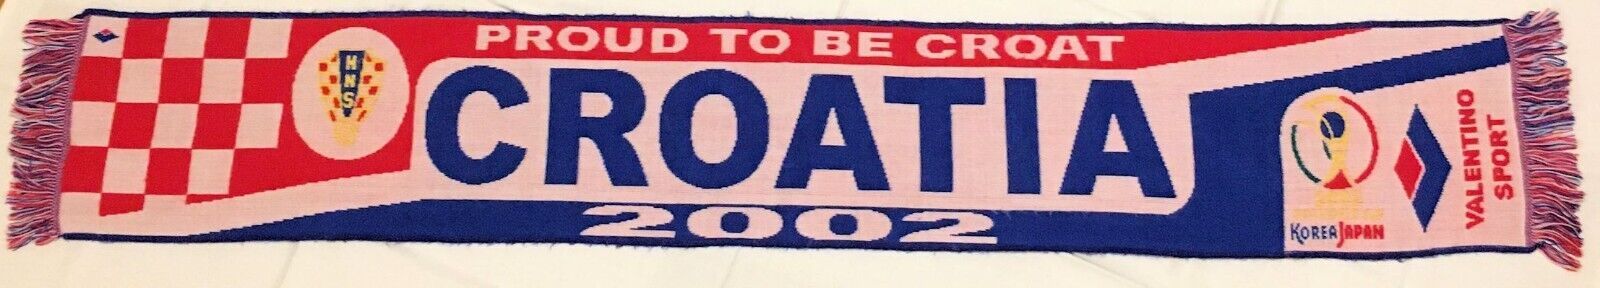 HNS
PROUD TO BE CROAT
CROATIA
2002
KOREA JAPAN
VALENTINO
SPORT